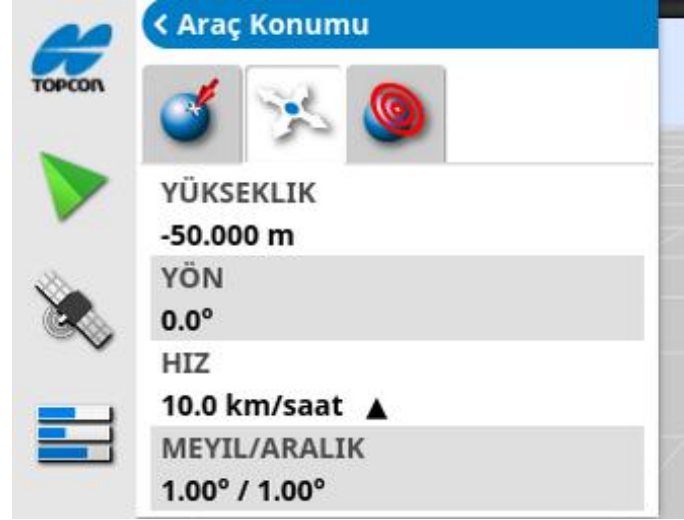 < Araç Konumu
TOPCON
YÜKSEKLIK
-50.000 m
YÖN
0.0°
HIZ
10.0 km/saat ▲
MEYIL/ARALIK
1.00° / 1.00°